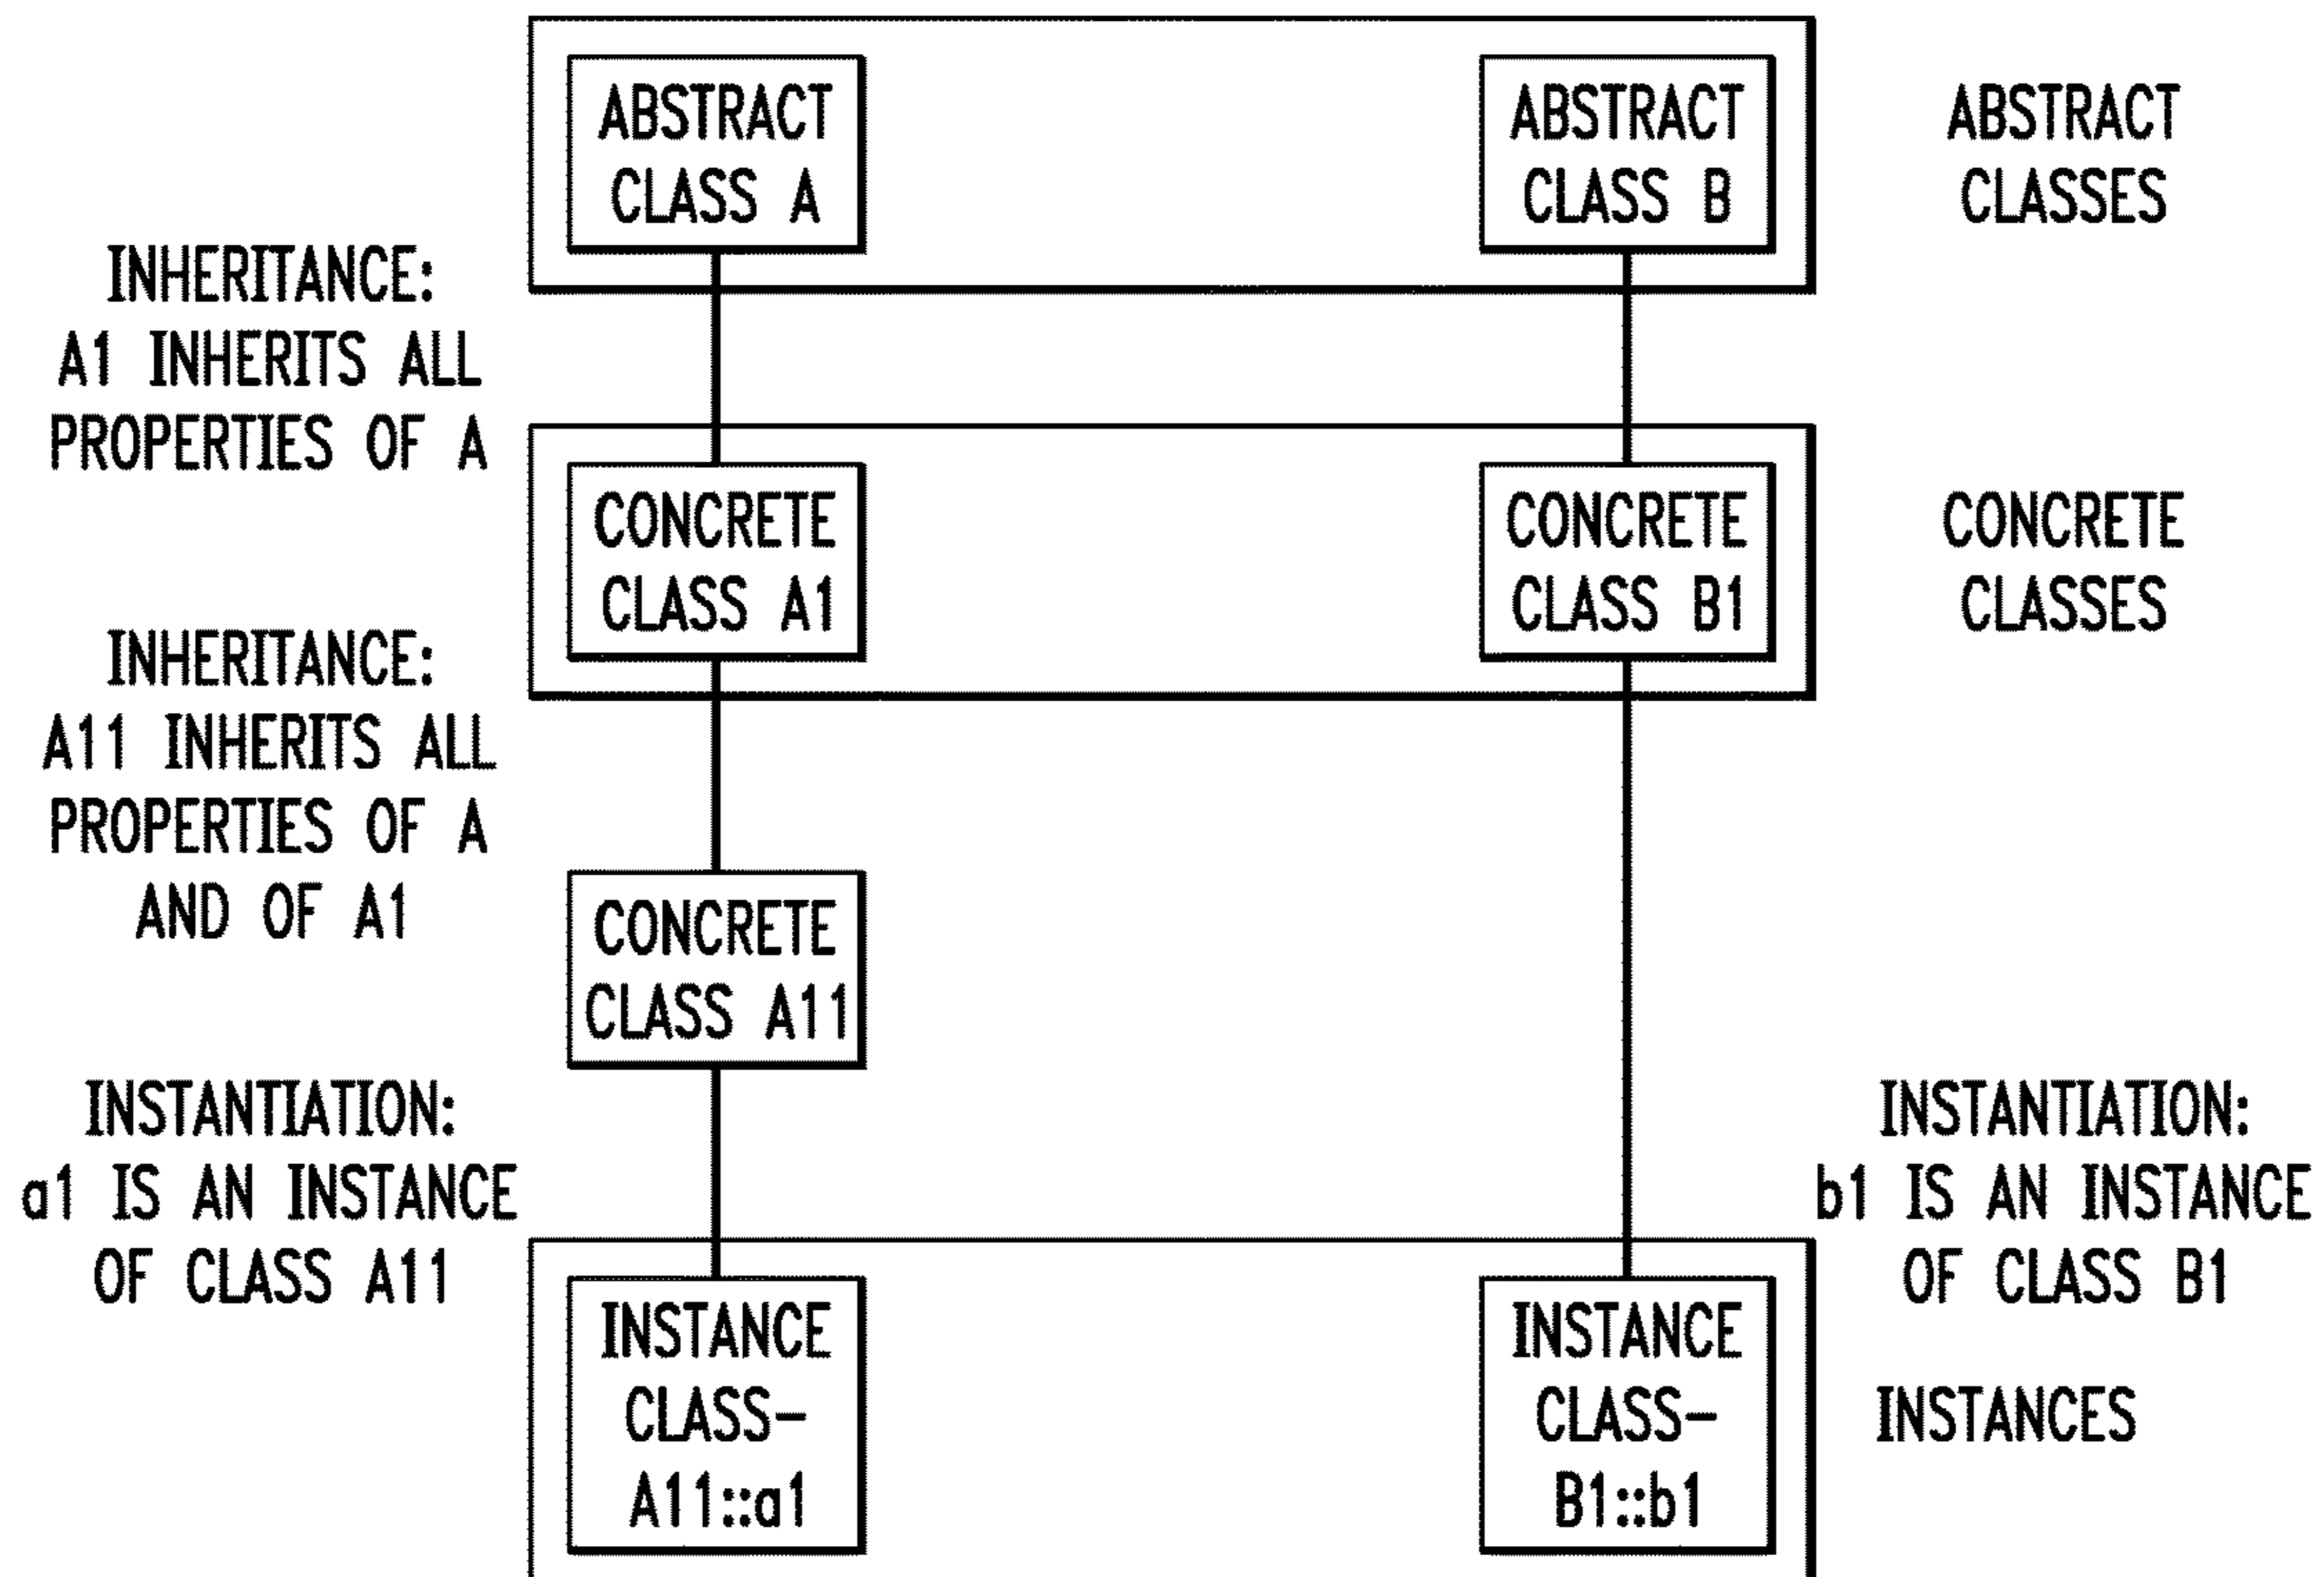 ABSTRACT
CLASS A
ABSTRACT
CLASS B
ABSTRACT
CLASSES
INHERITANCE:
A1 INHERITS ALL
PROPERTIES OF A
CONCRETE
CLASS A1
CONCRETE
CLASS B1
CONCRETE
CLASSES
INHERITANCE:
A11 INHERITS ALL
PROPERTIES OF A
AND OF A1
CONCRETE
CLASS A11
INSTANTIATION:
a1 IS AN INSTANCE
OF CLASS A11
INSTANTIATION:
b1 IS AN INSTANCE
OF CLASS B1
INSTANCE
CLASS-
A11::a1
INSTANCE
CLASS-
B1::b1
INSTANCES